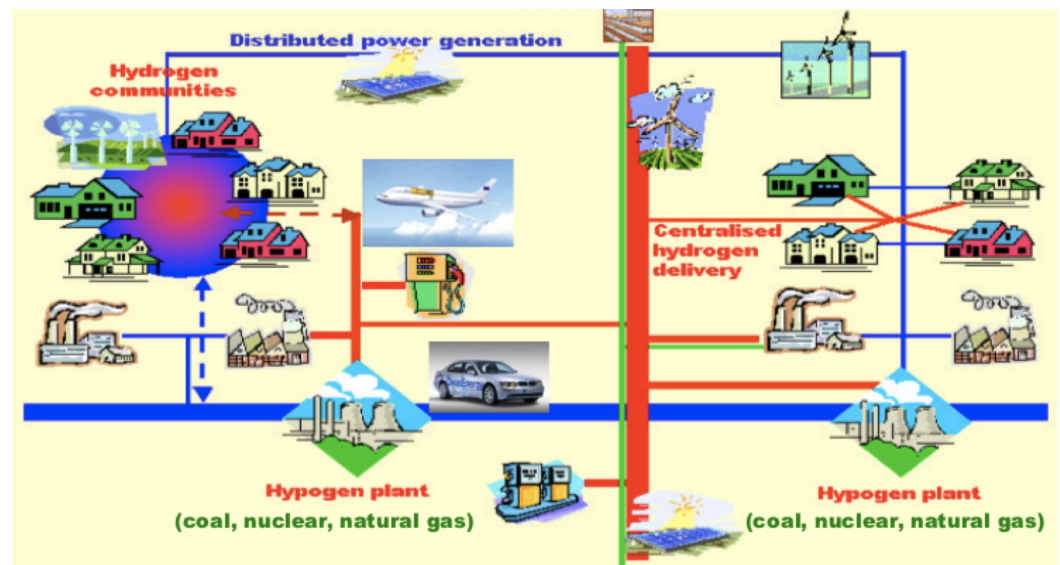 Distributed power generation
Hydrogen
communities
Centralised
hydrogen
delivery
CleanEnergy
Hypogen plant
(coal, nuclear, natural gas)
Hypogen plant
(coal, nuclear, natural gas)